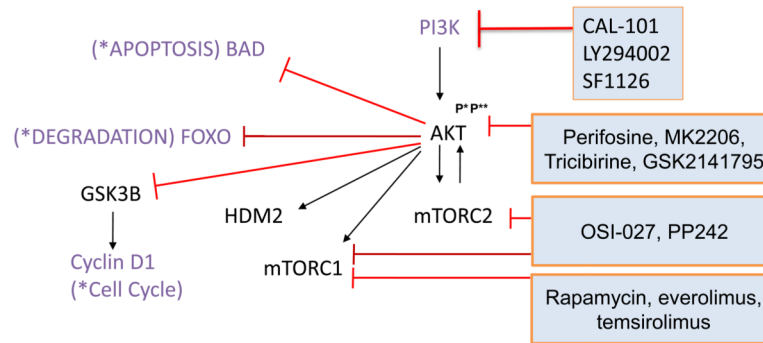 PI3K
CAL-101
LY294002
SF1126
(*APOPTOSIS) BAD
P* P**
(*DEGRADATION) FOXO
AKT
Perifosine, MK2206,
Tricibirine, GSK2141795
GSK3B
HDM2
mTORC2
OSI-027, PP242
Cyclin D1
(*Cell Cycle)
mTORC1
Rapamycin, everolimus,
temsirolimus